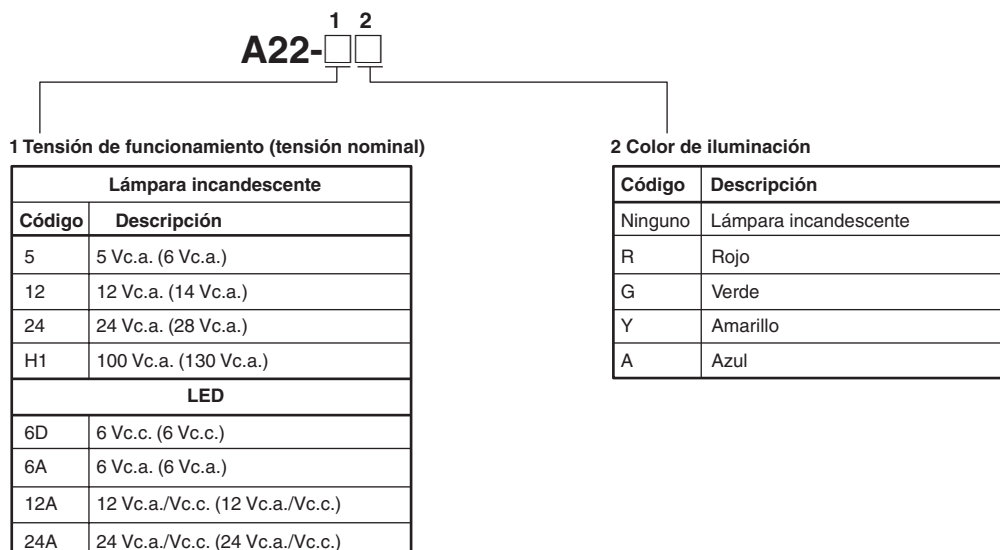 1 2
A22-
1 Tensión de funcionamiento (tensión nominal)
Lámpara incandescente
Código Descripción
5 5 Vc.a. (6 Vc.a.)
12 12 Vc.a. (14 Vc.a.)
24 24 Vc.a. (28 Vc.a.)
H1 100 Vc.a. (130 Vc.a.)
LED
6D 6 Vc.c. (6 Vc.c.)
6A 6 Vc.a. (6 Vc.a.)
12A 12 Vc.a./Vc.c. (12 Vc.a./Vc.c.)
24A 24 Vc.a./Vc.c. (24 Vc.a./Vc.c.)
2 Color de iluminación
Código Descripción
Ninguno Lámpara incandescente
R Rojo
G Verde
Y Amarillo
A Azul